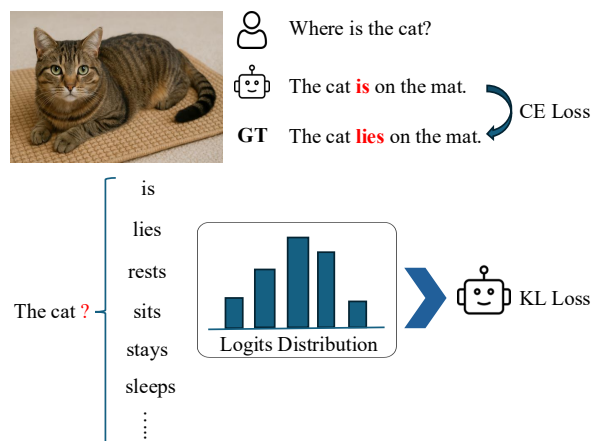 Where is the cat?
The cat is on the mat.
CE Loss
GT The cat lies on the mat.
is
lies
rests
The cat ? sits
stays
sleeps
Logits Distribution
KL Loss